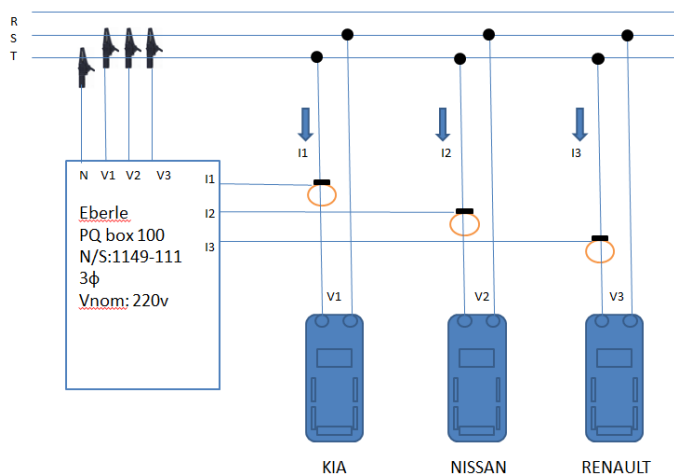 R
S
T
I1
I2
I3
N V1 V2 V3
I1
I2
I3
Eberle
PQ box 100
N/S:1149-111
3ϕ
Vnom: 220v
V1
V2
V3
KIA
NISSAN
RENAULT